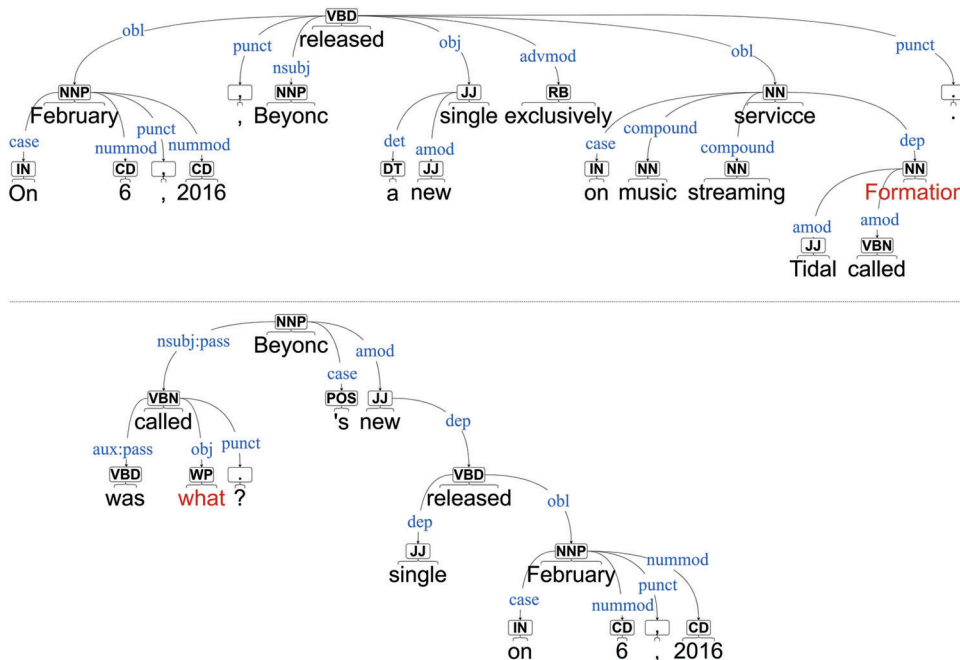 VBD
released
obl punct nsubj obj advmod obl punct
NNP , NNP JJ RB NN .
February , Beyonc single exclusively servicce .
case nummod punct nummod det amod case compound compound dep
IN CD , CD DT JJ IN NN NN NN
On 6 , 2016 a new on music streaming Formation
amod amod
JJ VBN
Tidal called
NNP
Beyonc
nsubj:pass case amod
VBN POS JJ
called 's new
aux:pass obj punct dep
VBD WP . VBD
was what ? released
dep obl
JJ NNP
single February
case nummod punct nummod
IN CD , CD
on 6 , 2016